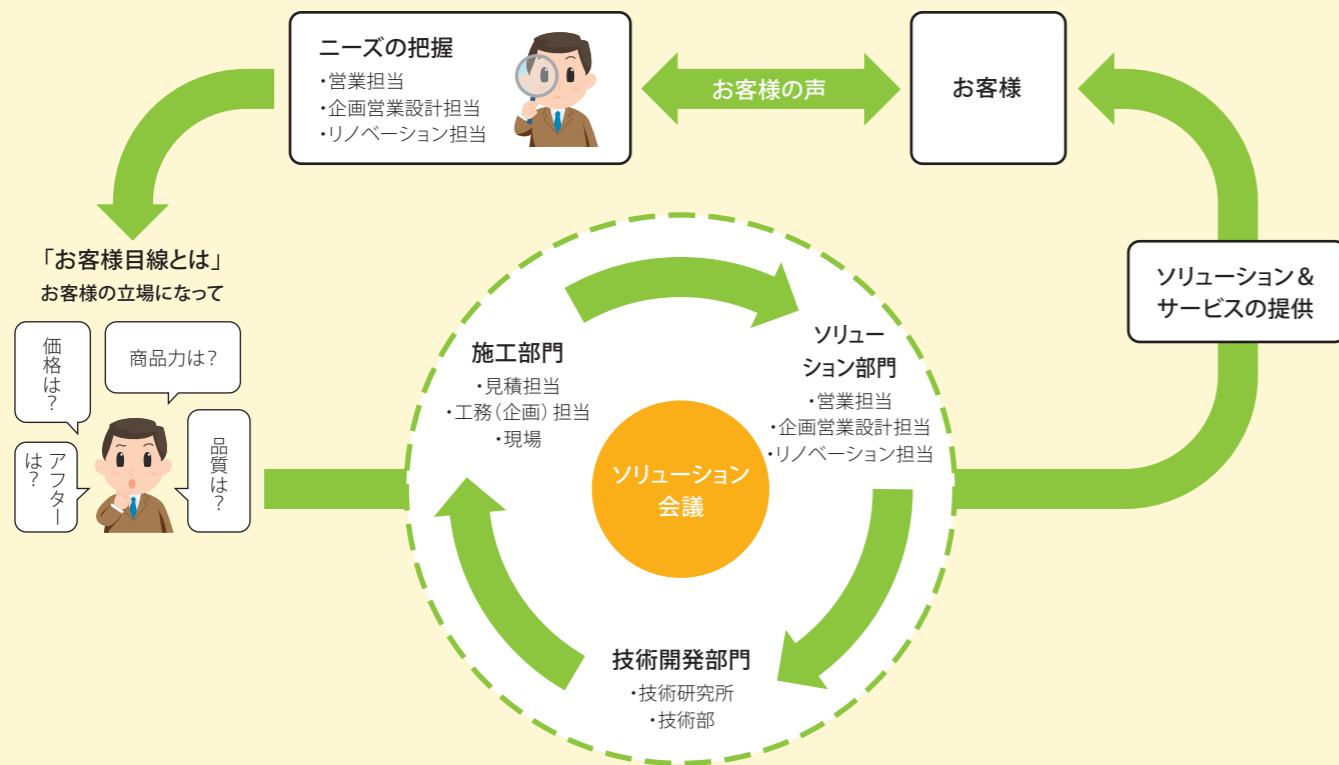 ニーズの把握
・営業担当
・企画営業設計担当
・リノベーション担当
お客様の声
お客様
「お客様目線とは」
お客様の立場になって
価格は？
商品力は？
アフター
は？
品質は？
施工部門
・見積担当
・工務（企画）担当
・現場
ソリュー
ション部門
・営業担当
・企画営業設計担当
・リノベーション担当
ソリューション
会議
技術開発部門
・技術研究所
・技術部
ソリューション＆
サービスの提供